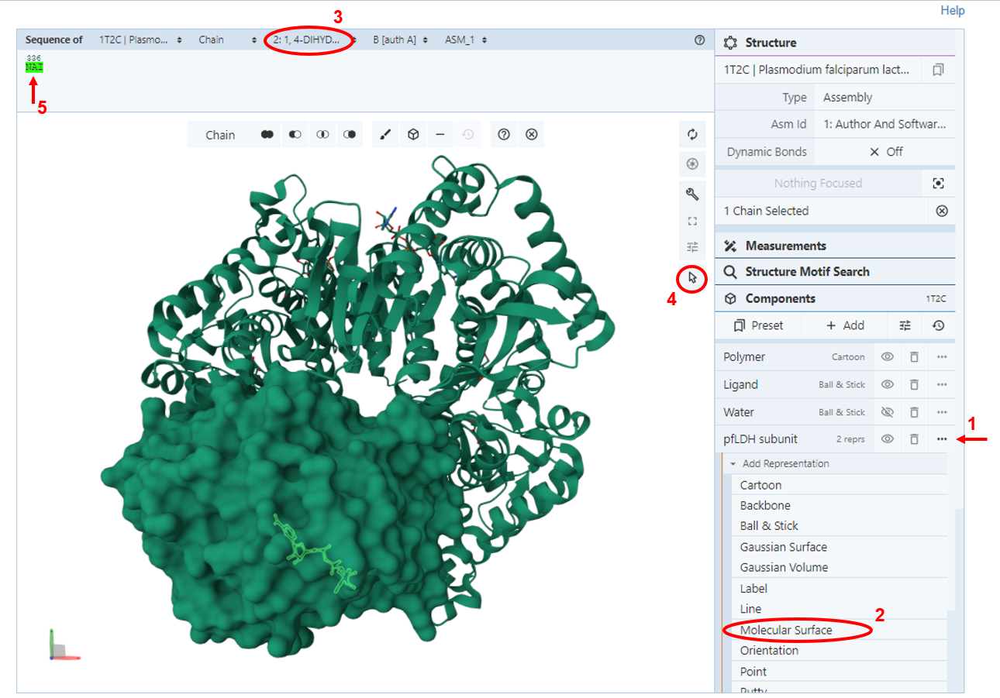 Help
3
Sequence of 1T2C | Plasmo... Chain 2: 1, 4-DIHYD... B [auth A] ASM_1
336
NAI
5
Chain
4
Structure
1T2C | Plasmodium falciparum lact...
Type Assembly
Asm Id 1: Author And Softwar...
Dynamic Bonds Off
Nothing Focused
1 Chain Selected
Measurements
Structure Motif Search
Components 1T2C
Preset Add
Polymer Cartoon
Ligand Ball & Stick
Water Ball & Stick
1
pfLDH subunit 2 reprs
Add Representation
Cartoon
Backbone
Ball & Stick
Gaussian Surface
Gaussian Volume
Label
Line
2
Molecular Surface
Orientation
Point
Putty